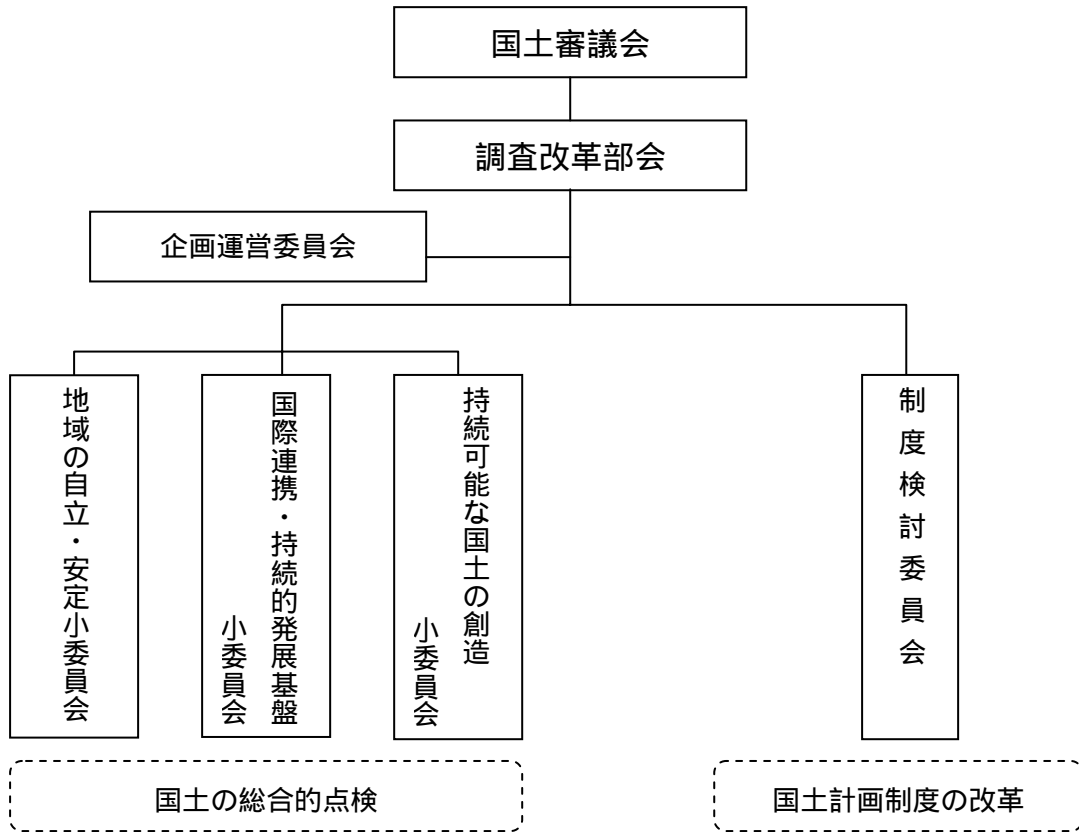 国土審議会
調査改革部会
企画運営委員会
地域の自立・安定小委員会
国際連携・持続的発展基盤
小委員会
持続可能な国土の創造
小委員会
制度検討委員会
国土の総合的点検
国土計画制度の改革